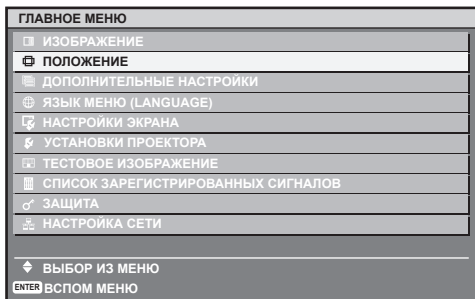 ГЛАВНОЕ МЕНЮ
ИЗОБРАЖЕНИЕ
ПОЛОЖЕНИЕ
ДОПОЛНИТЕЛЬНЫЕ НАСТРОЙКИ
ЯЗЫК МЕНЮ (LANGUAGE)
НАСТРОЙКИ ЭКРАНА
УСТАНОВКИ ПРОЕКТОРА
ТЕСТОВОЕ ИЗОБРАЖЕНИЕ
СПИСОК ЗАРЕГИСТРИРОВАННЫХ СИГНАЛОВ
ЗАЩИТА
НАСТРОЙКА СЕТИ
ВЫБОР ИЗ МЕНЮ
ENTER ВСПОМ МЕНЮ